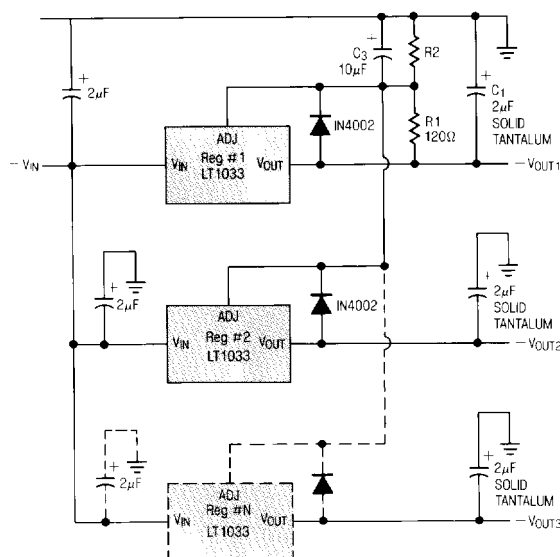 +
C3
10µF
R2
+
2µF
+
C1
2µF
SOLID
TANTALUM
R1
120Ω
IN4002
ADJ
Reg #1
LT1033
VIN
VOUT
–VIN
–VOUT1
+
2µF
ADJ
Reg #2
LT1033
VIN
VOUT
IN4002
+
2µF
SOLID
TANTALUM
–VOUT2
+
2µF
ADJ
Reg #N
LT1033
VIN
VOUT
+
2µF
SOLID
TANTALUM
–VOUT3